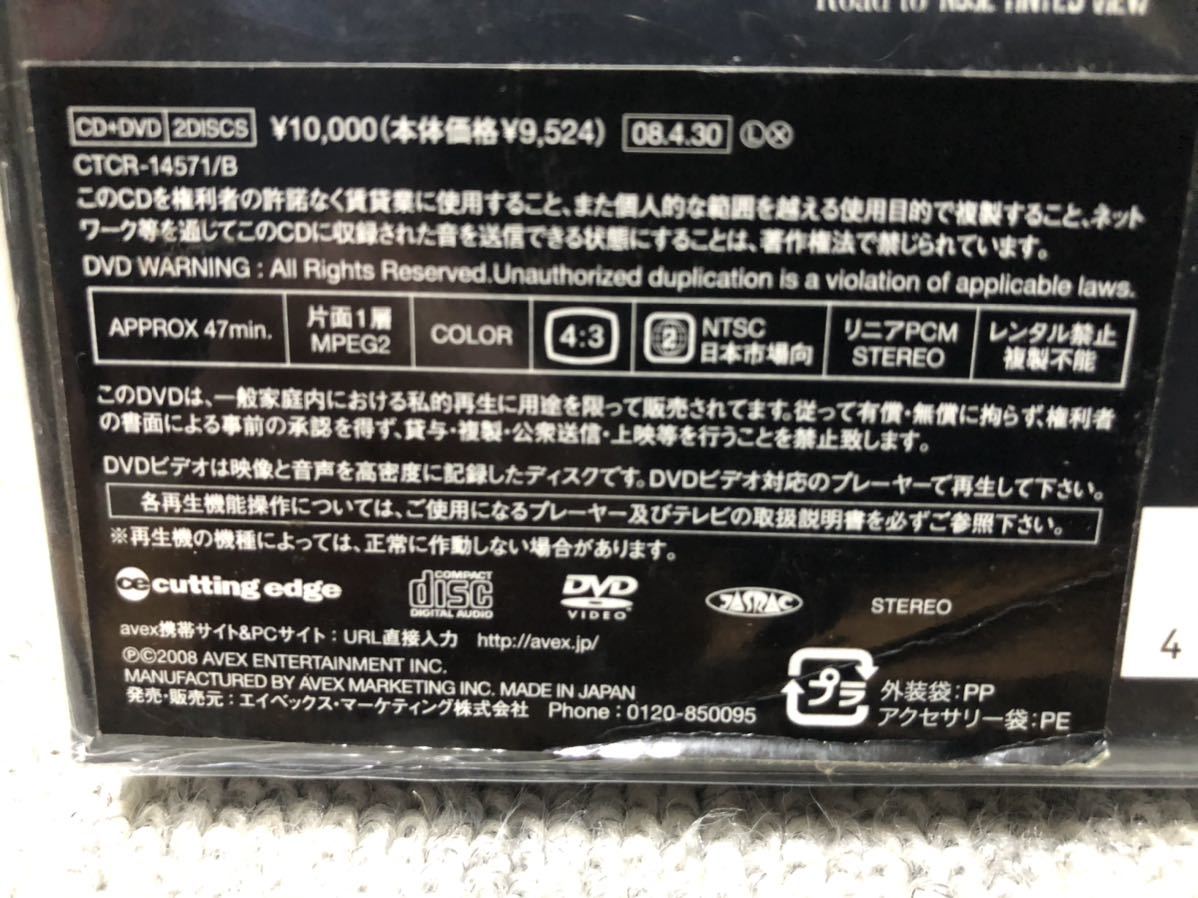 Road to ROSE TINTED VIEW
CD+DVD 2DISCS ¥10,000(本体価格¥9,524) 08.4.30 Ⓛⓧ
CTCR-14571/B
このCDを権利者の許諾なく賃貸業に使用すること、また個人的な範囲を越える使用目的で複製すること、ネット
ワーク等を通じてこのCDに収録された音を送信できる状態にすることは、著作権法で禁じられています。
DVD WARNING : All Rights Reserved.Unauthorized duplication is a violation of applicable laws.
APPROX 47min. 片面1層 MPEG2 COLOR 4:3 2 NTSC 日本市場向 リニアPCM STEREO レンタル禁止 複製不能
このDVDは、一般家庭内における私的再生に用途を限って販売されてます。従って有償・無償に拘らず、権利者
の書面による事前の承認を得ず、貸与・複製・公衆送信・上映等を行うことを禁止致します。
DVDビデオは映像と音声を高密度に記録したディスクです。DVDビデオ対応のプレーヤーで再生して下さい。
各再生機能操作については、ご使用になるプレーヤー及びテレビの取扱説明書を必ずご参照下さい。
※再生機の機種によっては、正常に作動しない場合があります。
ce cutting edge COMPACT disc DIGITAL AUDIO DVD VIDEO JASRAC STEREO
avex携帯サイト&PCサイト : URL直接入力 http://avex.jp/
ⓅⒸ2008 AVEX ENTERTAINMENT INC.
MANUFACTURED BY AVEX MARKETING INC. MADE IN JAPAN
発売・販売元 : エイベックス・マーケティング株式会社 Phone : 0120-850095
プラ 外装袋 : PP
アクセサリー袋 : PE
4